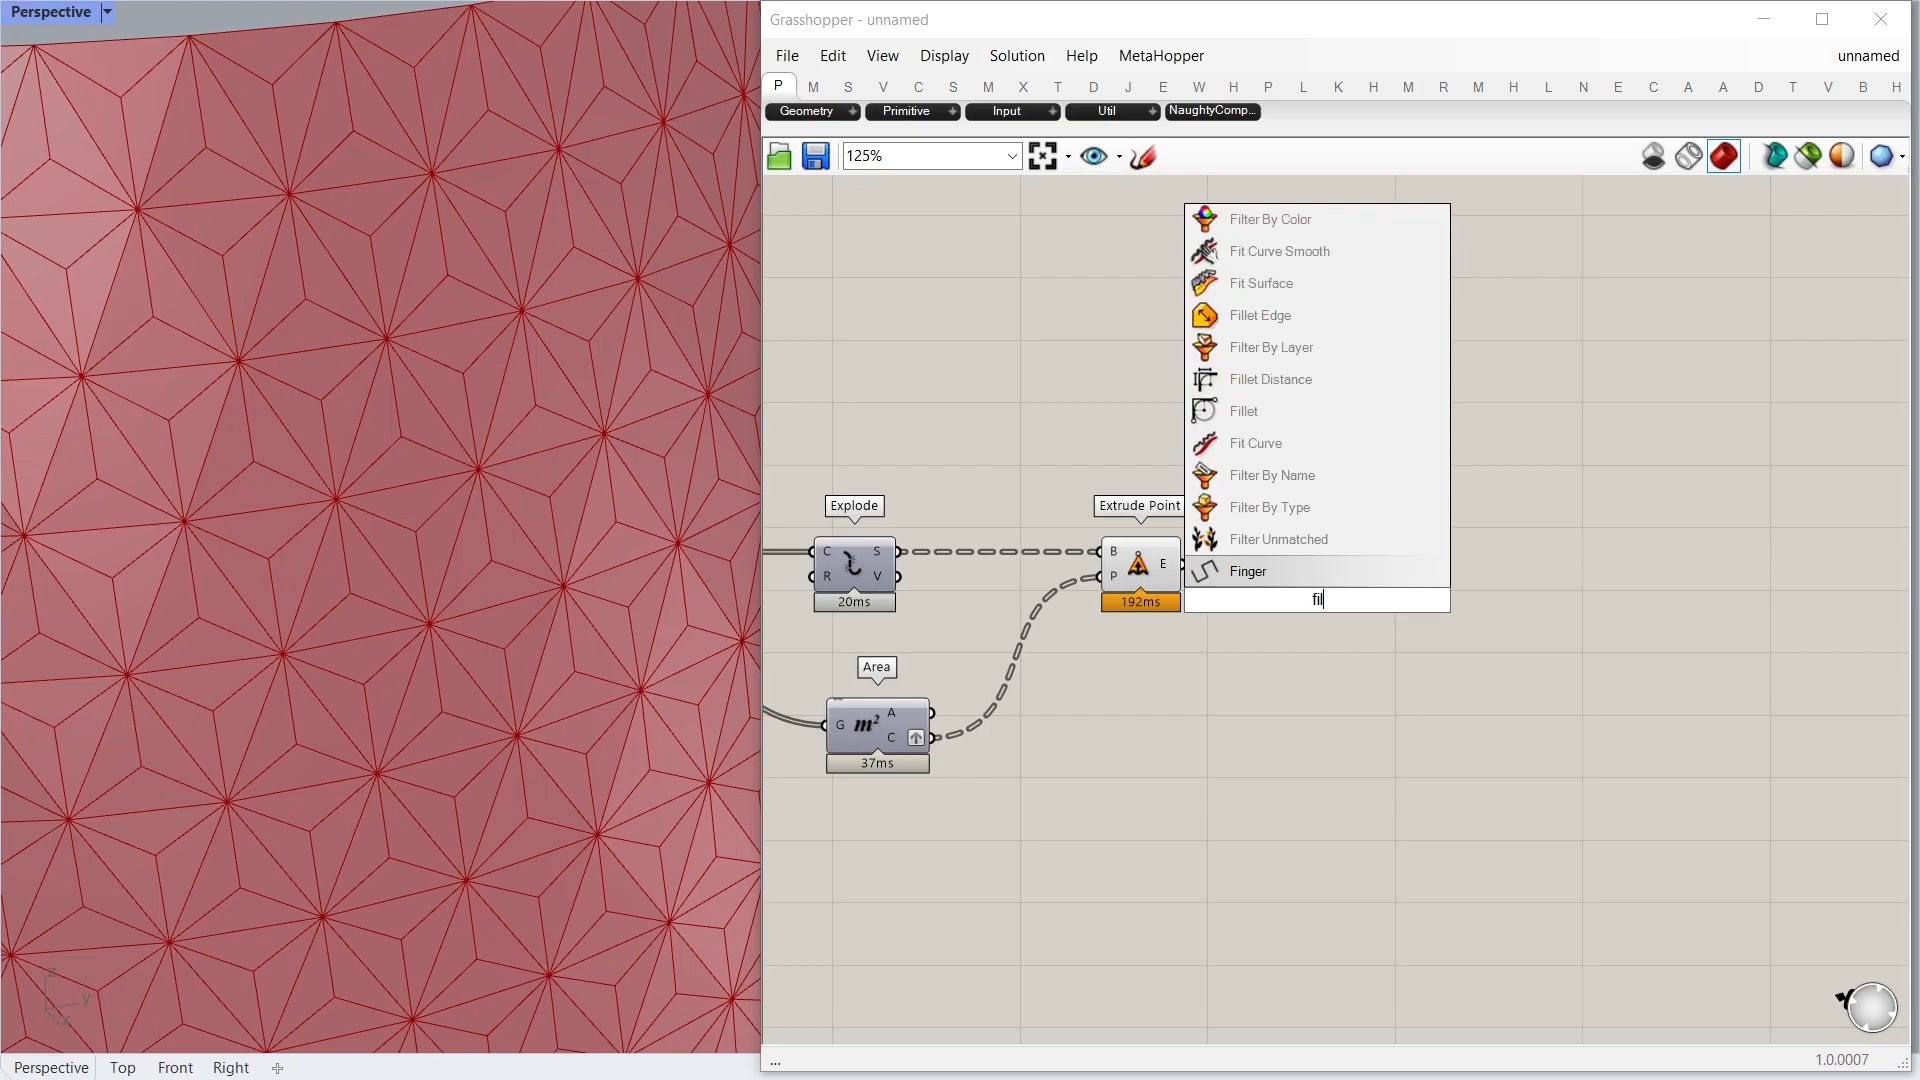 Perspective
Grasshopper - unnamed
File Edit View Display Solution Help MetaHopper unnamed
P M S V C S M X T D J E W H P L K H M R M H L N E C A A D T V B H
Geometry Primitive Input Util NaughtyComp...
125%
Filter By Color
Fit Curve Smooth
Fit Surface
Fillet Edge
Filter By Layer
Fillet Distance
Fillet
Fit Curve
Filter By Name
Filter By Type
Filter Unmatched
Finger
fil
Explode
C S
R V
20ms
Extrude Point
B E
P
192ms
Area
G m² A
C
37ms
z
y
x
Perspective Top Front Right
...
1.0.0007